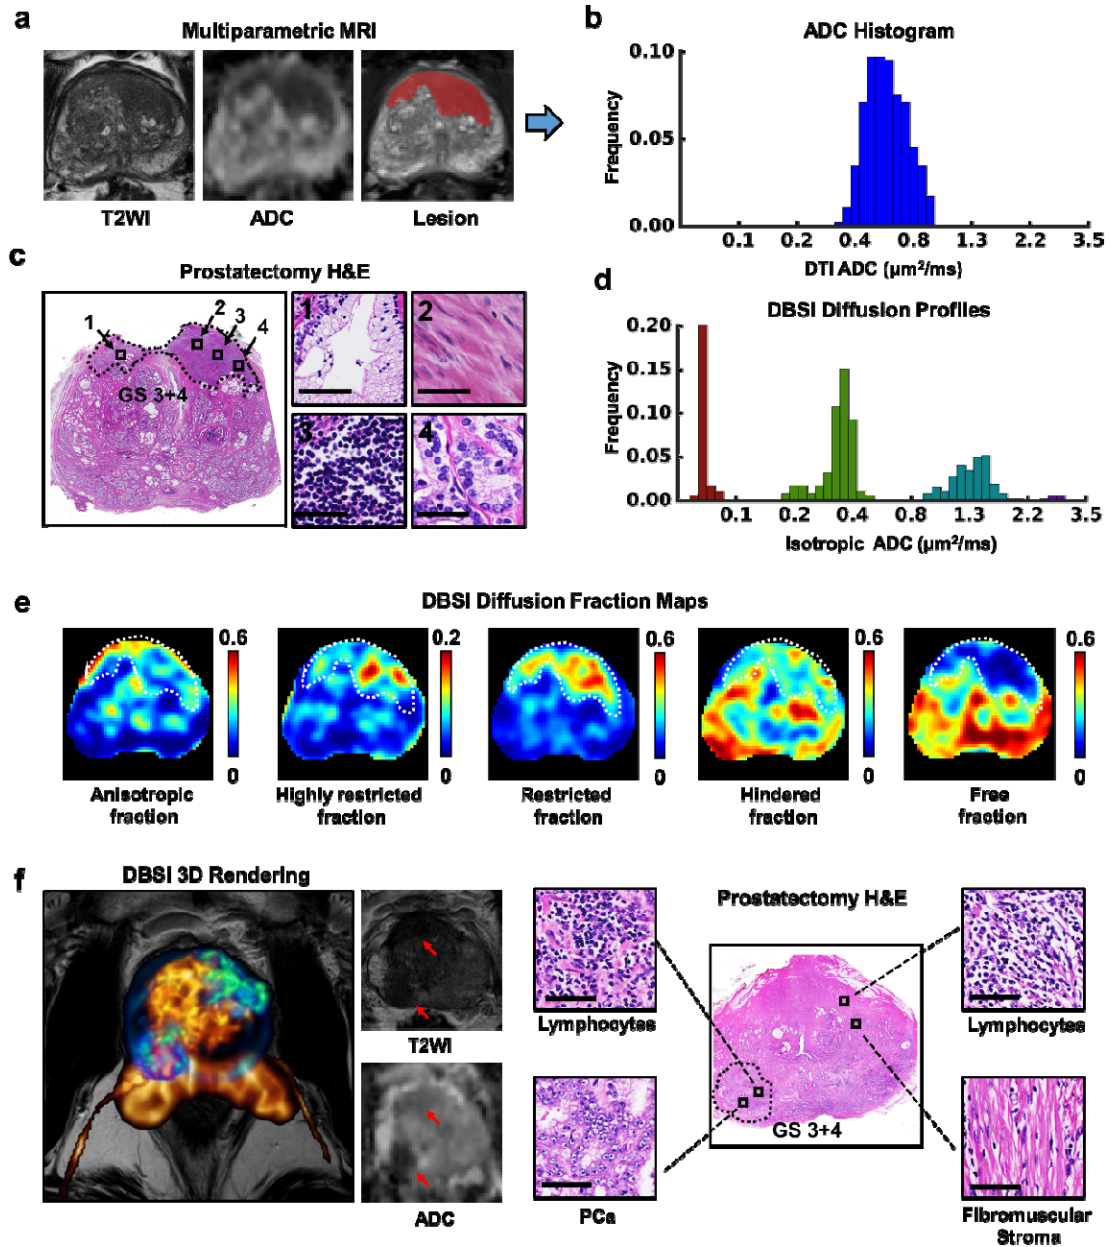 a
Multiparametric MRI
T2WI
ADC
Lesion
b
ADC Histogram
Frequency
0.10
0.05
0.00
0.1 0.2 0.4 0.8 1.3 2.2 3.5
DTI ADC (µm²/ms)
c
Prostatectomy H&E
1
2
3
4
GS 3+4
1
2
3
4
d
DBSI Diffusion Profiles
Frequency
0.20
0.15
0.10
0.05
0.00
0.1 0.2 0.4 0.8 1.3 2.2 3.5
Isotropic ADC (µm²/ms)
e
DBSI Diffusion Fraction Maps
0.6
0
Anisotropic
fraction
0.2
0
Highly restricted
fraction
0.6
0
Restricted
fraction
0.6
0
Hindered
fraction
0.6
0
Free
fraction
f
DBSI 3D Rendering
T2WI
ADC
Prostatectomy H&E
Lymphocytes
PCa
GS 3+4
Lymphocytes
Fibromuscular
Stroma